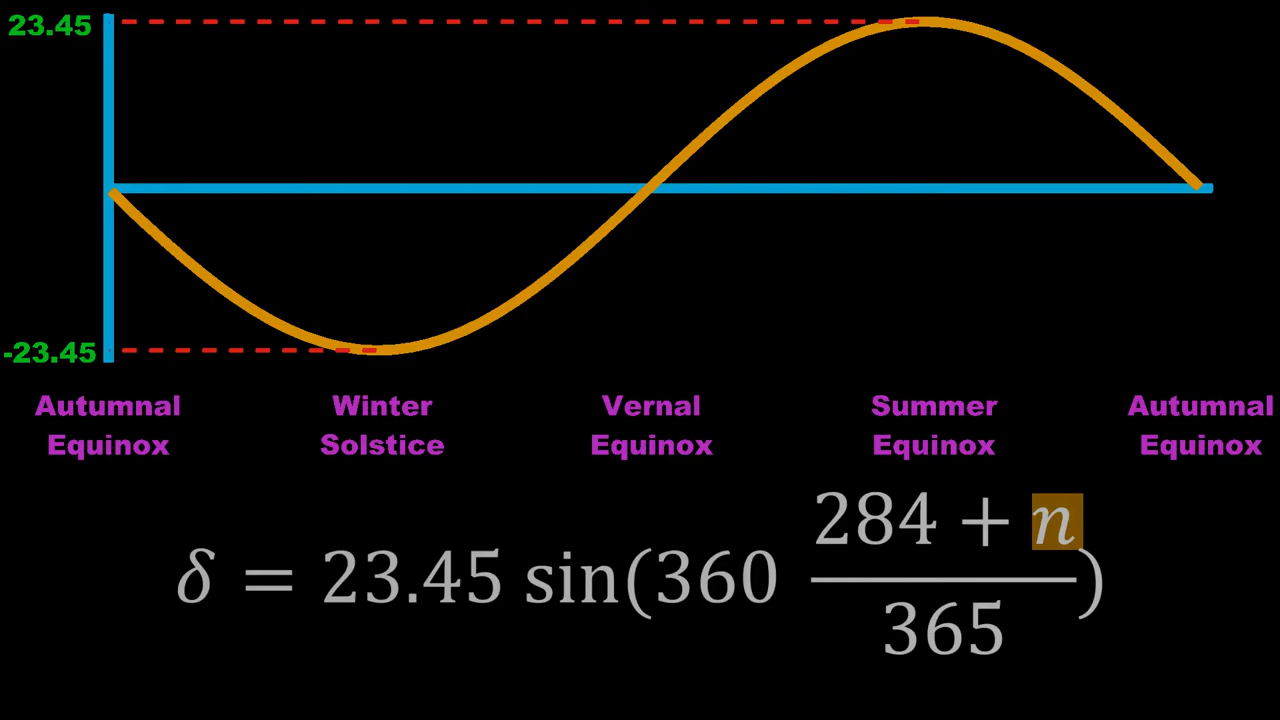 23.45
-23.45
Autumnal Equinox
Winter Solstice
Vernal Equinox
Summer Equinox
Autumnal Equinox
δ = 23.45 sin(360 (284 + n)/365)